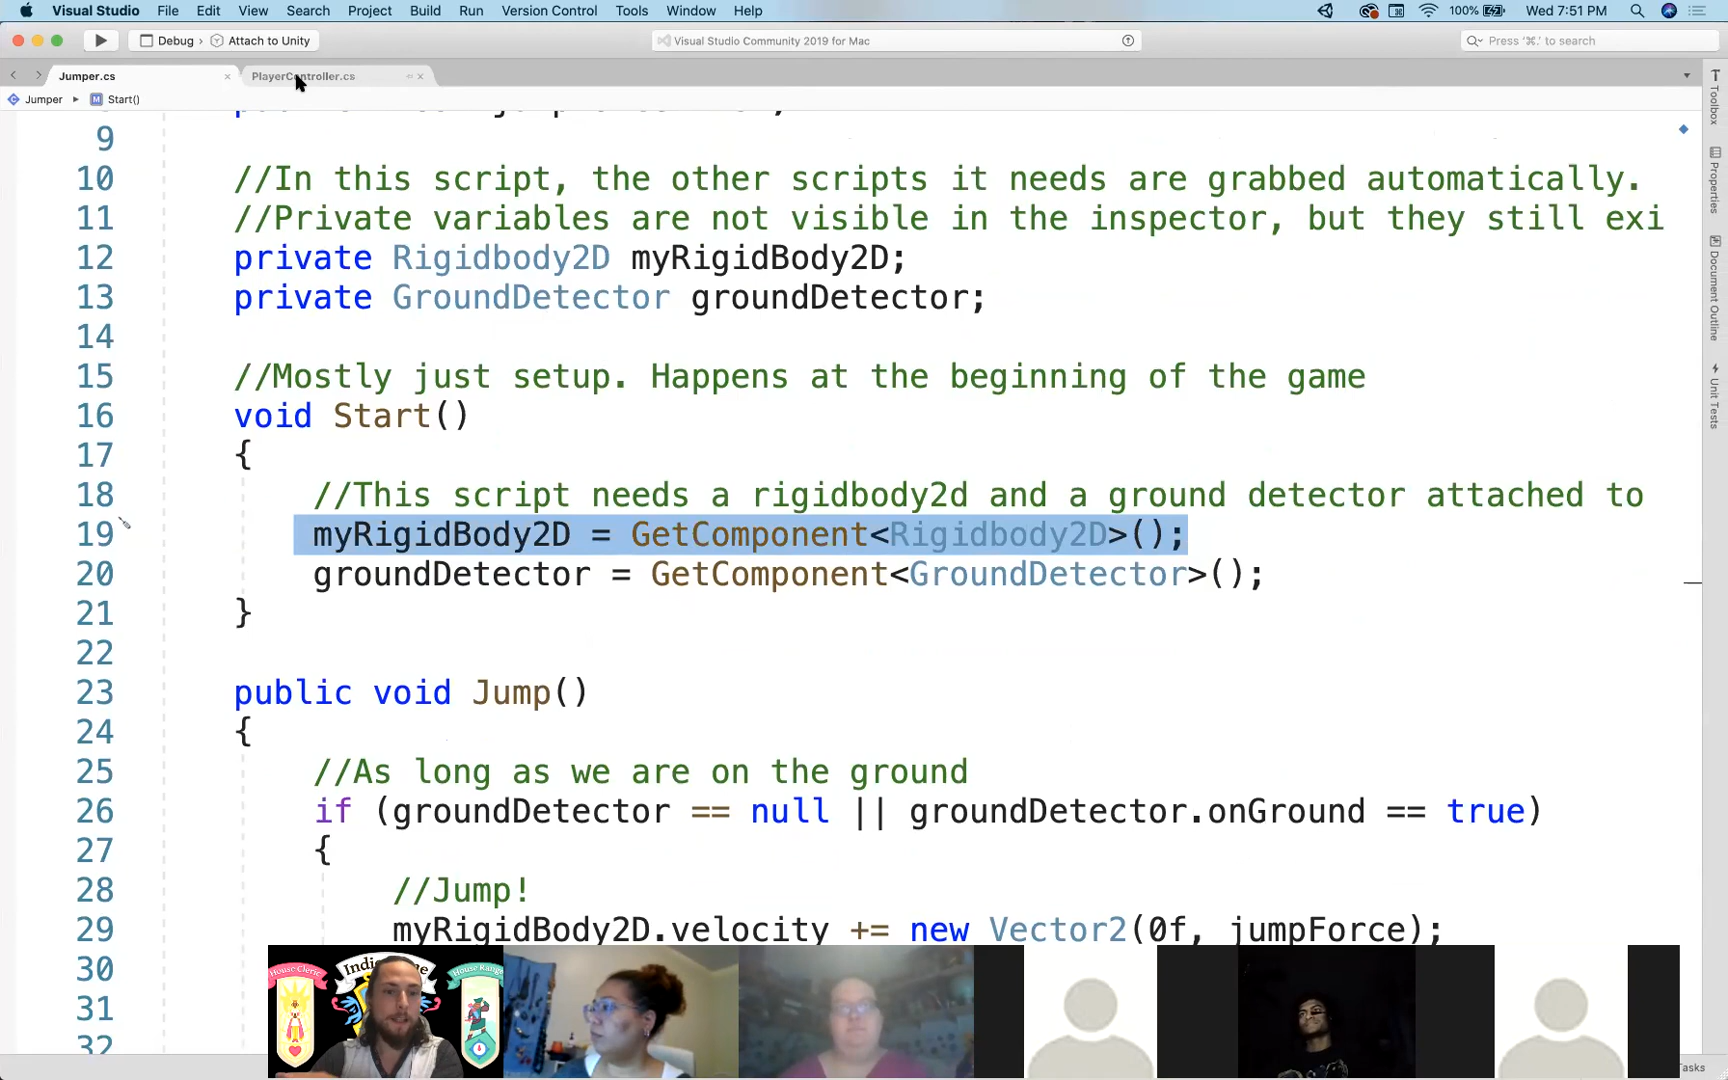 Visual Studio File Edit View Search Project Build Run Version Control Tools Window Help 100% Wed 7:51 PM
Debug › Attach to Unity Visual Studio Community 2019 for Mac Press '⌘.' to search
Jumper.cs PlayerController.cs
Jumper ▸ M Start()
9
10 //In this script, the other scripts it needs are grabbed automatically.
11 //Private variables are not visible in the inspector, but they still exi
12 private Rigidbody2D myRigidBody2D;
13 private GroundDetector groundDetector;
14
15 //Mostly just setup. Happens at the beginning of the game
16 void Start()
17 {
18 //This script needs a rigidbody2d and a ground detector attached to
19 myRigidBody2D = GetComponent<Rigidbody2D>();
20 groundDetector = GetComponent<GroundDetector>();
21 }
22
23 public void Jump()
24 {
25 //As long as we are on the ground
26 if (groundDetector == null || groundDetector.onGround == true)
27 {
28 //Jump!
29 myRigidBody2D.velocity += new Vector2(0f, jumpForce);
30
31
32
Toolbox
Properties
Document Outline
Unit Tests
House Cleric
House Range
Tasks